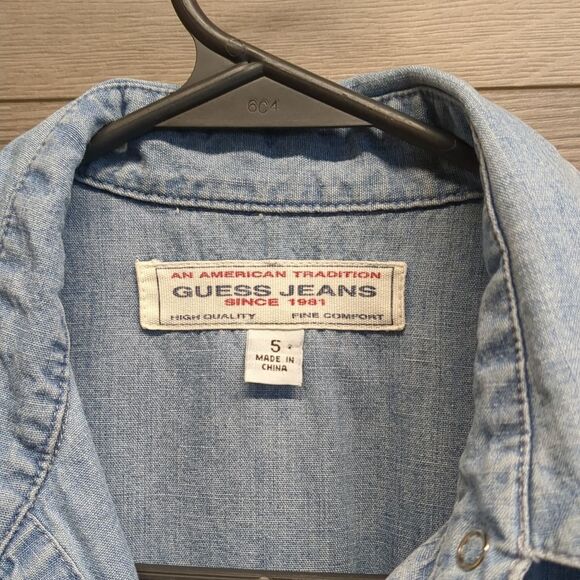 6C4
AN AMERICAN TRADITION
GUESS JEANS
SINCE 1981
HIGH QUALITY FINE COMFORT
5
MADE IN
CHINA